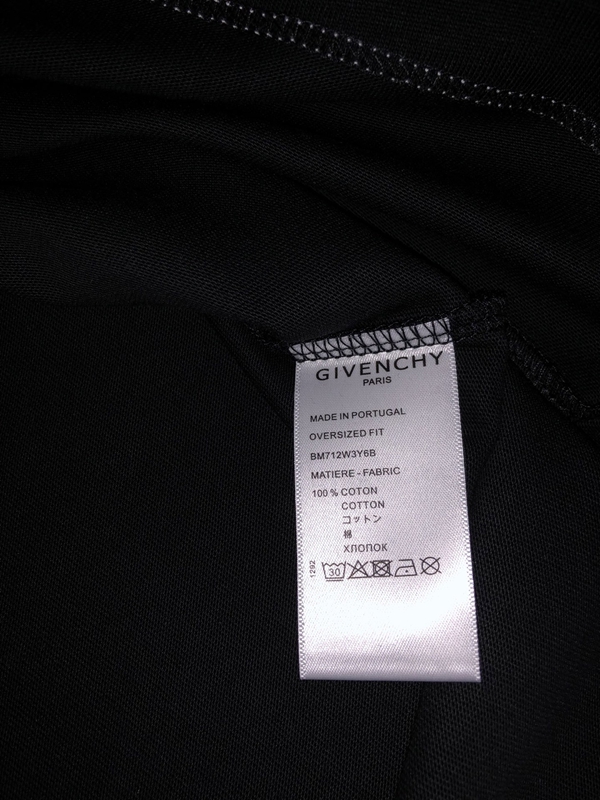 GIVENCHY
PARIS
MADE IN PORTUGAL
OVERSIZED FIT
BM712W3Y6B
MATIERE - FABRIC
100 % COTON
COTTON
コットン
棉
ХЛОПОК
1292
30